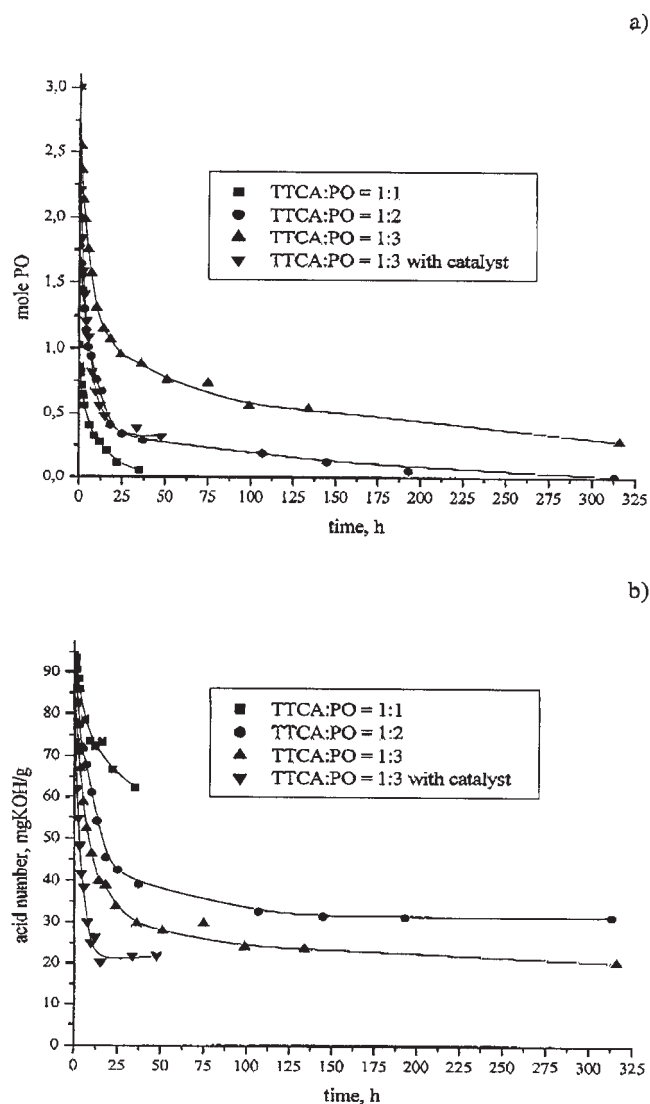 a)
3,0
2,5
2,0
1,5
1,0
0,5
0,0
mole PO
TTCA:PO = 1:1
TTCA:PO = 1:2
TTCA:PO = 1:3
TTCA:PO = 1:3 with catalyst
0 25 50 75 100 125 150 175 200 225 250 275 300 325
time, h
b)
90
80
70
60
50
40
30
20
10
0
acid number, mgKOH/g
TTCA:PO = 1:1
TTCA:PO = 1:2
TTCA:PO = 1:3
TTCA:PO = 1:3 with catalyst
0 25 50 75 100 125 150 175 200 225 250 275 300 325
time, h